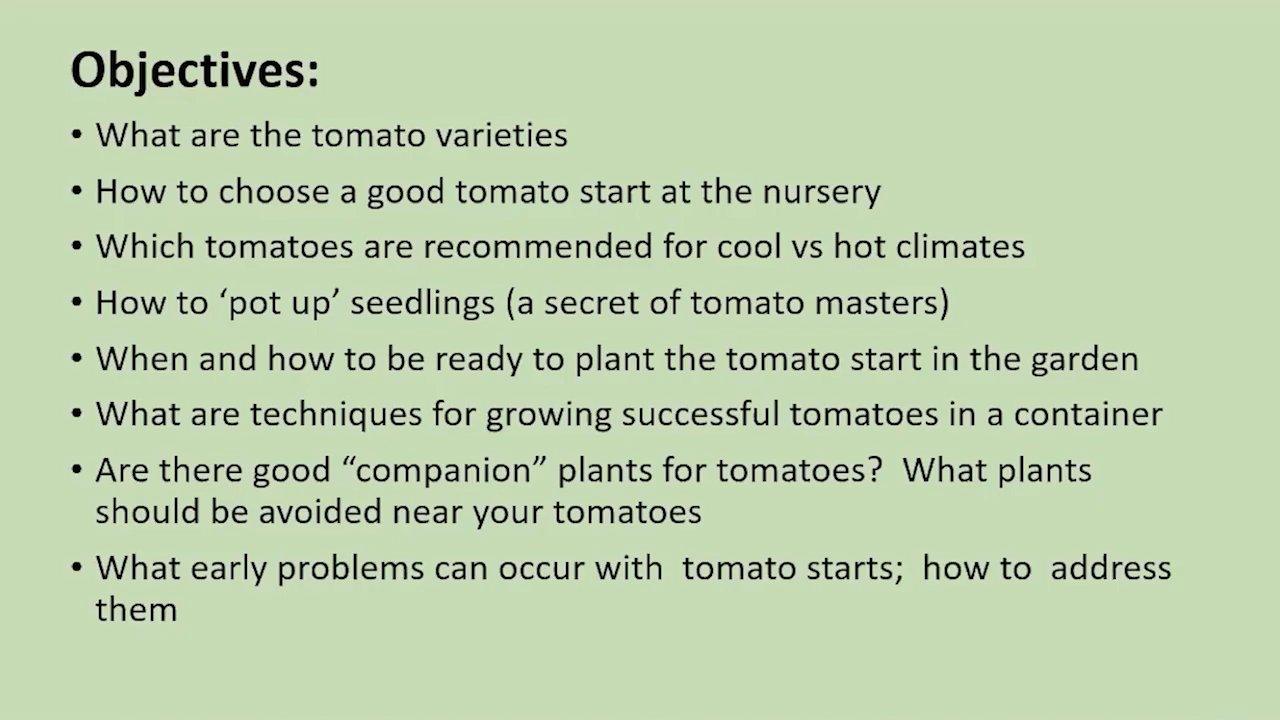 Objectives:
• What are the tomato varieties
• How to choose a good tomato start at the nursery
• Which tomatoes are recommended for cool vs hot climates
• How to ‘pot up’ seedlings (a secret of tomato masters)
• When and how to be ready to plant the tomato start in the garden
• What are techniques for growing successful tomatoes in a container
• Are there good “companion” plants for tomatoes?  What plants
should be avoided near your tomatoes
• What early problems can occur with  tomato starts;  how to  address
them